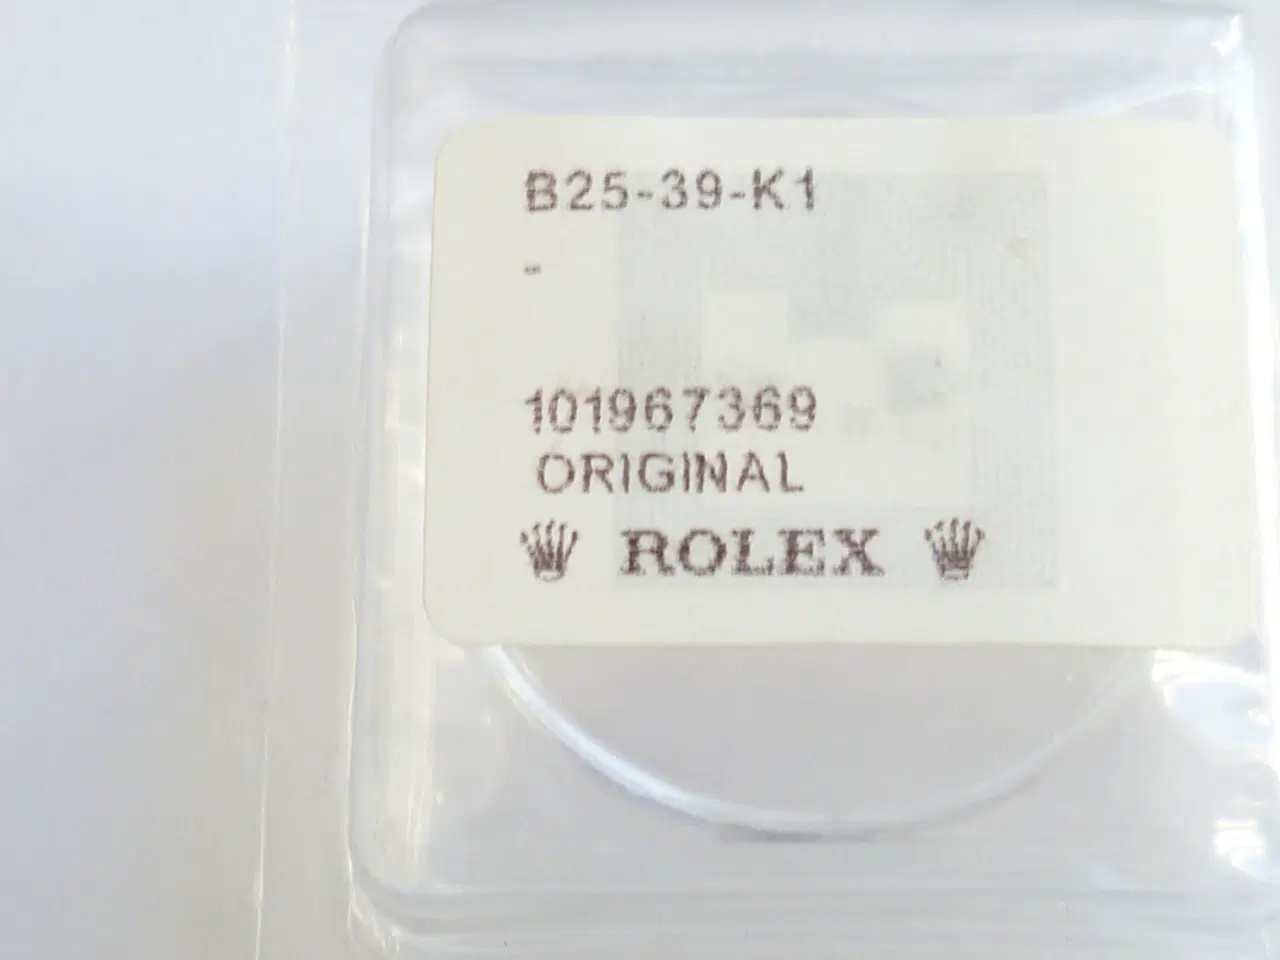 B25-39-K1
-
101967369
ORIGINAL
ROLEX